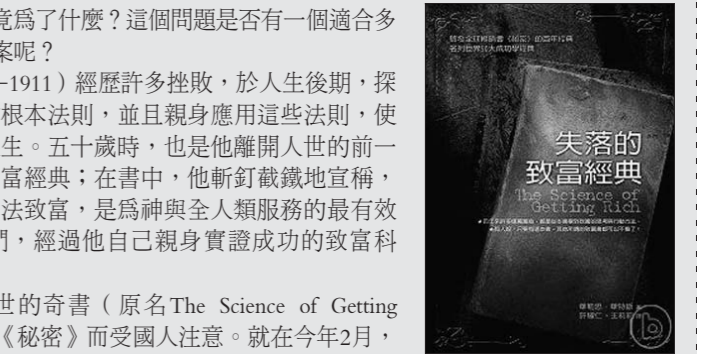 竟爲了什麼？這個問題是否有一個適合多
案呢？
-1911）經歷許多挫敗，於人生後期，探
根本法則，並且親身應用這些法則，使
生。五十歲時，也是他離開人世的前一
富經典；在書中，他斬釘截鐵地宣稱，
法致富，是爲神與全人類服務的最有效
門，經過他自己親身實證成功的致富科
世的奇書（原名The Science of Getting
《秘密》而受國人注意。就在今年2月，
失落的
致富經典
The Science of
Getting Rich